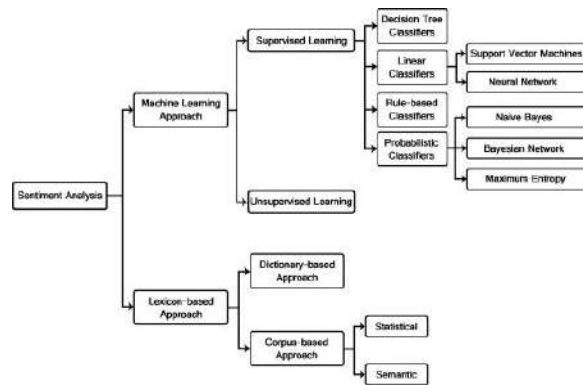 Decision Tree
Classifiers
Supervised Learning
Linear
Classifiers
Support Vector Machines
Neural Network
Machine Learning
Approach
Rule-based
Classifiers
Naive Bayes
Probabilistic
Classifiers
Bayesian Network
Maximum Entropy
Sentiment Analysis
Unsupervised Learning
Dictionary-based
Approach
Lexicon-based
Approach
Corpus-based
Approach
Statistical
Semantic